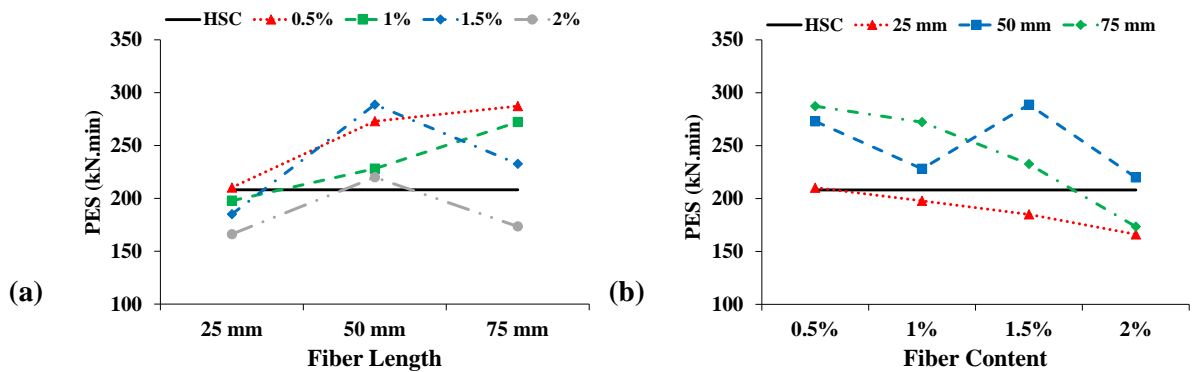 HSC 0.5% 1% 1.5% 2%
350
300
250
200
150
100
PES (kN.min)
25 mm 50 mm 75 mm
Fiber Length
(a)
HSC 25 mm 50 mm 75 mm
350
300
250
200
150
100
PES (kN.min)
0.5% 1% 1.5% 2%
Fiber Content
(b)